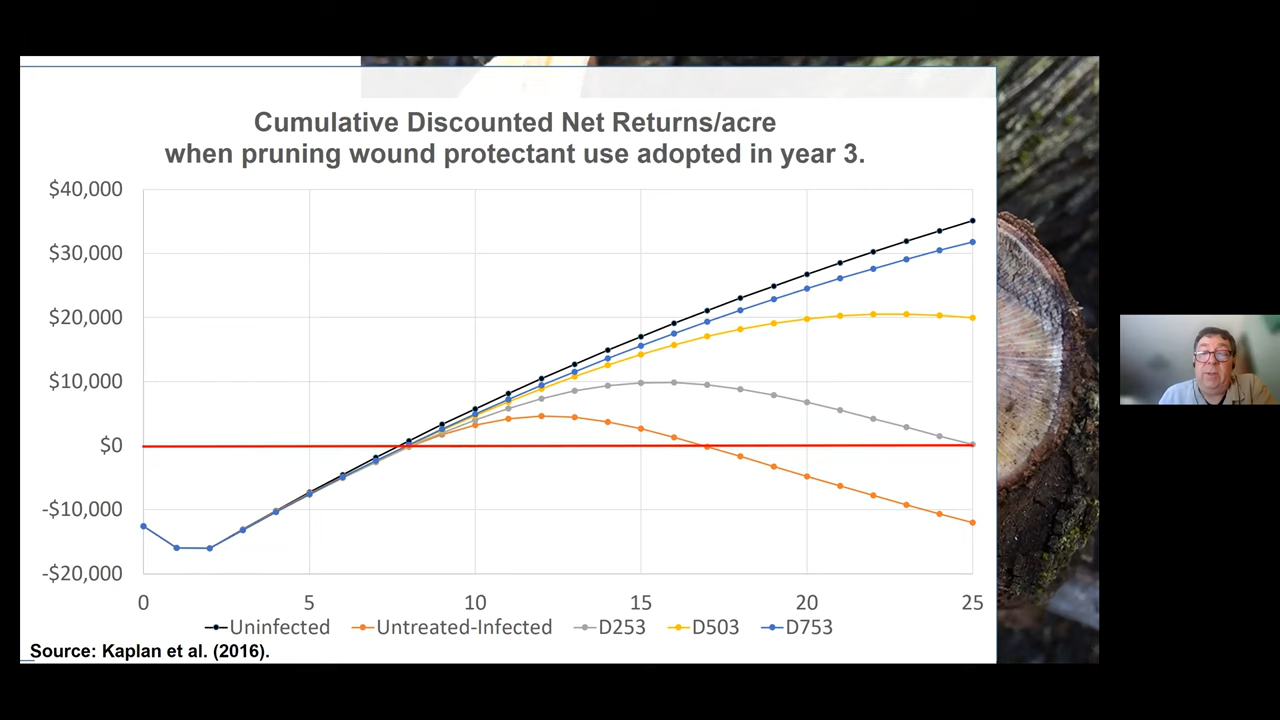 Cumulative Discounted Net Returns/acre
when pruning wound protectant use adopted in year 3.
$40,000
$30,000
$20,000
$10,000
$0
-$10,000
-$20,000
0 5 10 15 20 25
Uninfected Untreated-Infected D253 D503 D753
Source: Kaplan et al. (2016).